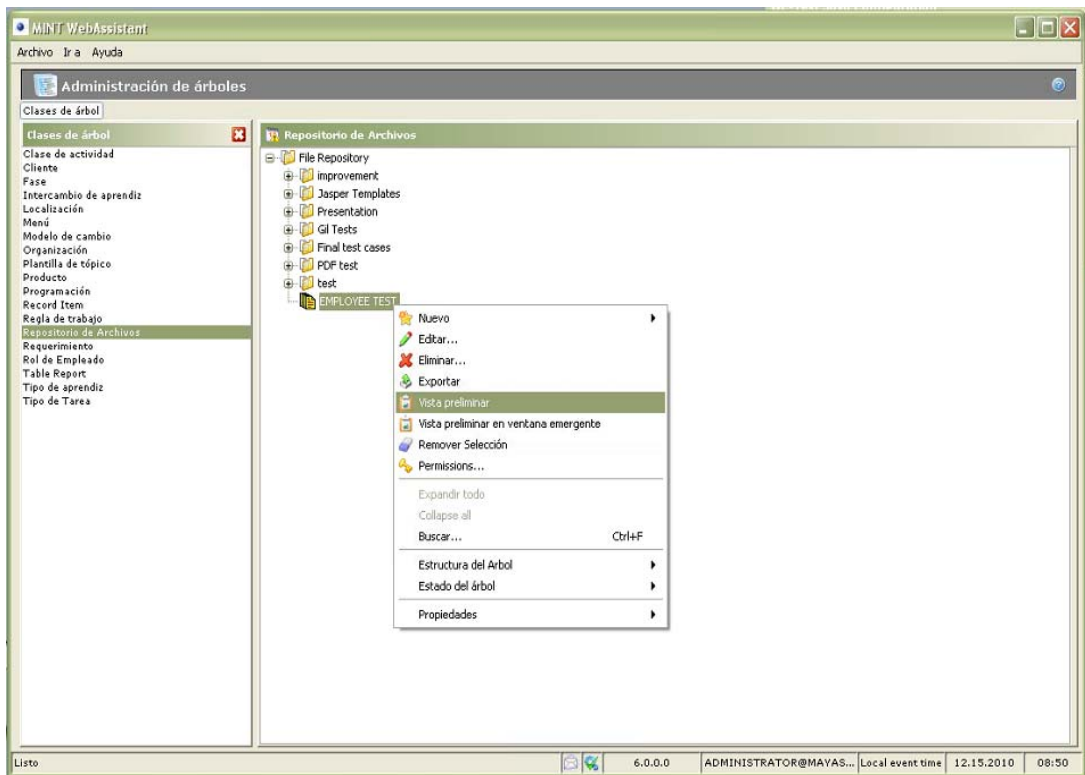 MINT WebAssistant
Archivo Ir a Ayuda
Administración de árboles
Clases de árbol
Clases de árbol
Clase de actividad
Cliente
Fase
Intercambio de aprendiz
Localización
Menú
Modelo de cambio
Organización
Plantilla de tópico
Producto
Programación
Record Item
Regla de trabajo
Repositorio de Archivos
Requerimiento
Rol de Empleado
Table Report
Tipo de aprendiz
Tipo de Tarea
Repositorio de Archivos
File Repository
improvement
Jasper Templates
Presentation
Gil Tests
Final test cases
PDF test
test
EMPLOYEE TEST
Nuevo
Editar...
Eliminar...
Exportar
Vista preliminar
Vista preliminar en ventana emergente
Remover Selección
Permissions...
Expandir todo
Collapse all
Buscar... Ctrl+F
Estructura del Arbol
Estado del árbol
Propiedades
Listo 6.0.0.0 ADMINISTRATOR@MAYAS... Local event time 12.15.2010 08:50